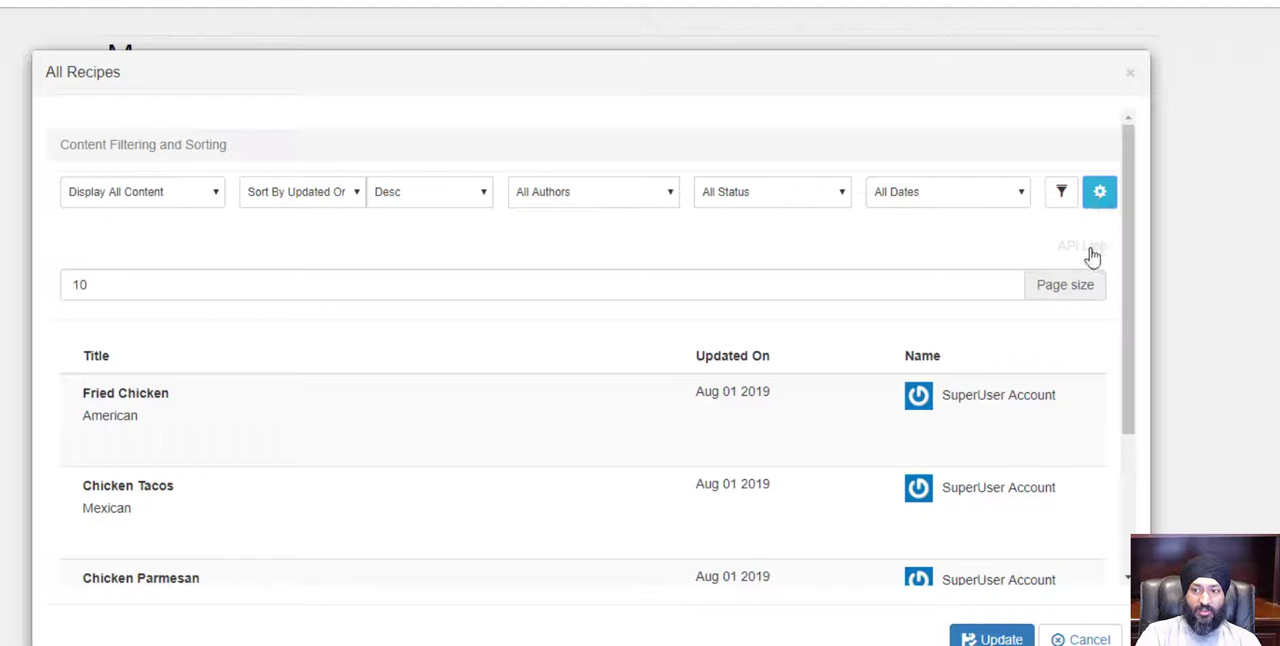 All Recipes ×
Content Filtering and Sorting
Display All Content Sort By Updated Or Desc All Authors All Status All Dates
API
10 Page size
Title Updated On Name
Fried Chicken Aug 01 2019 SuperUser Account
American
Chicken Tacos Aug 01 2019 SuperUser Account
Mexican
Chicken Parmesan Aug 01 2019 SuperUser Account
Update Cancel